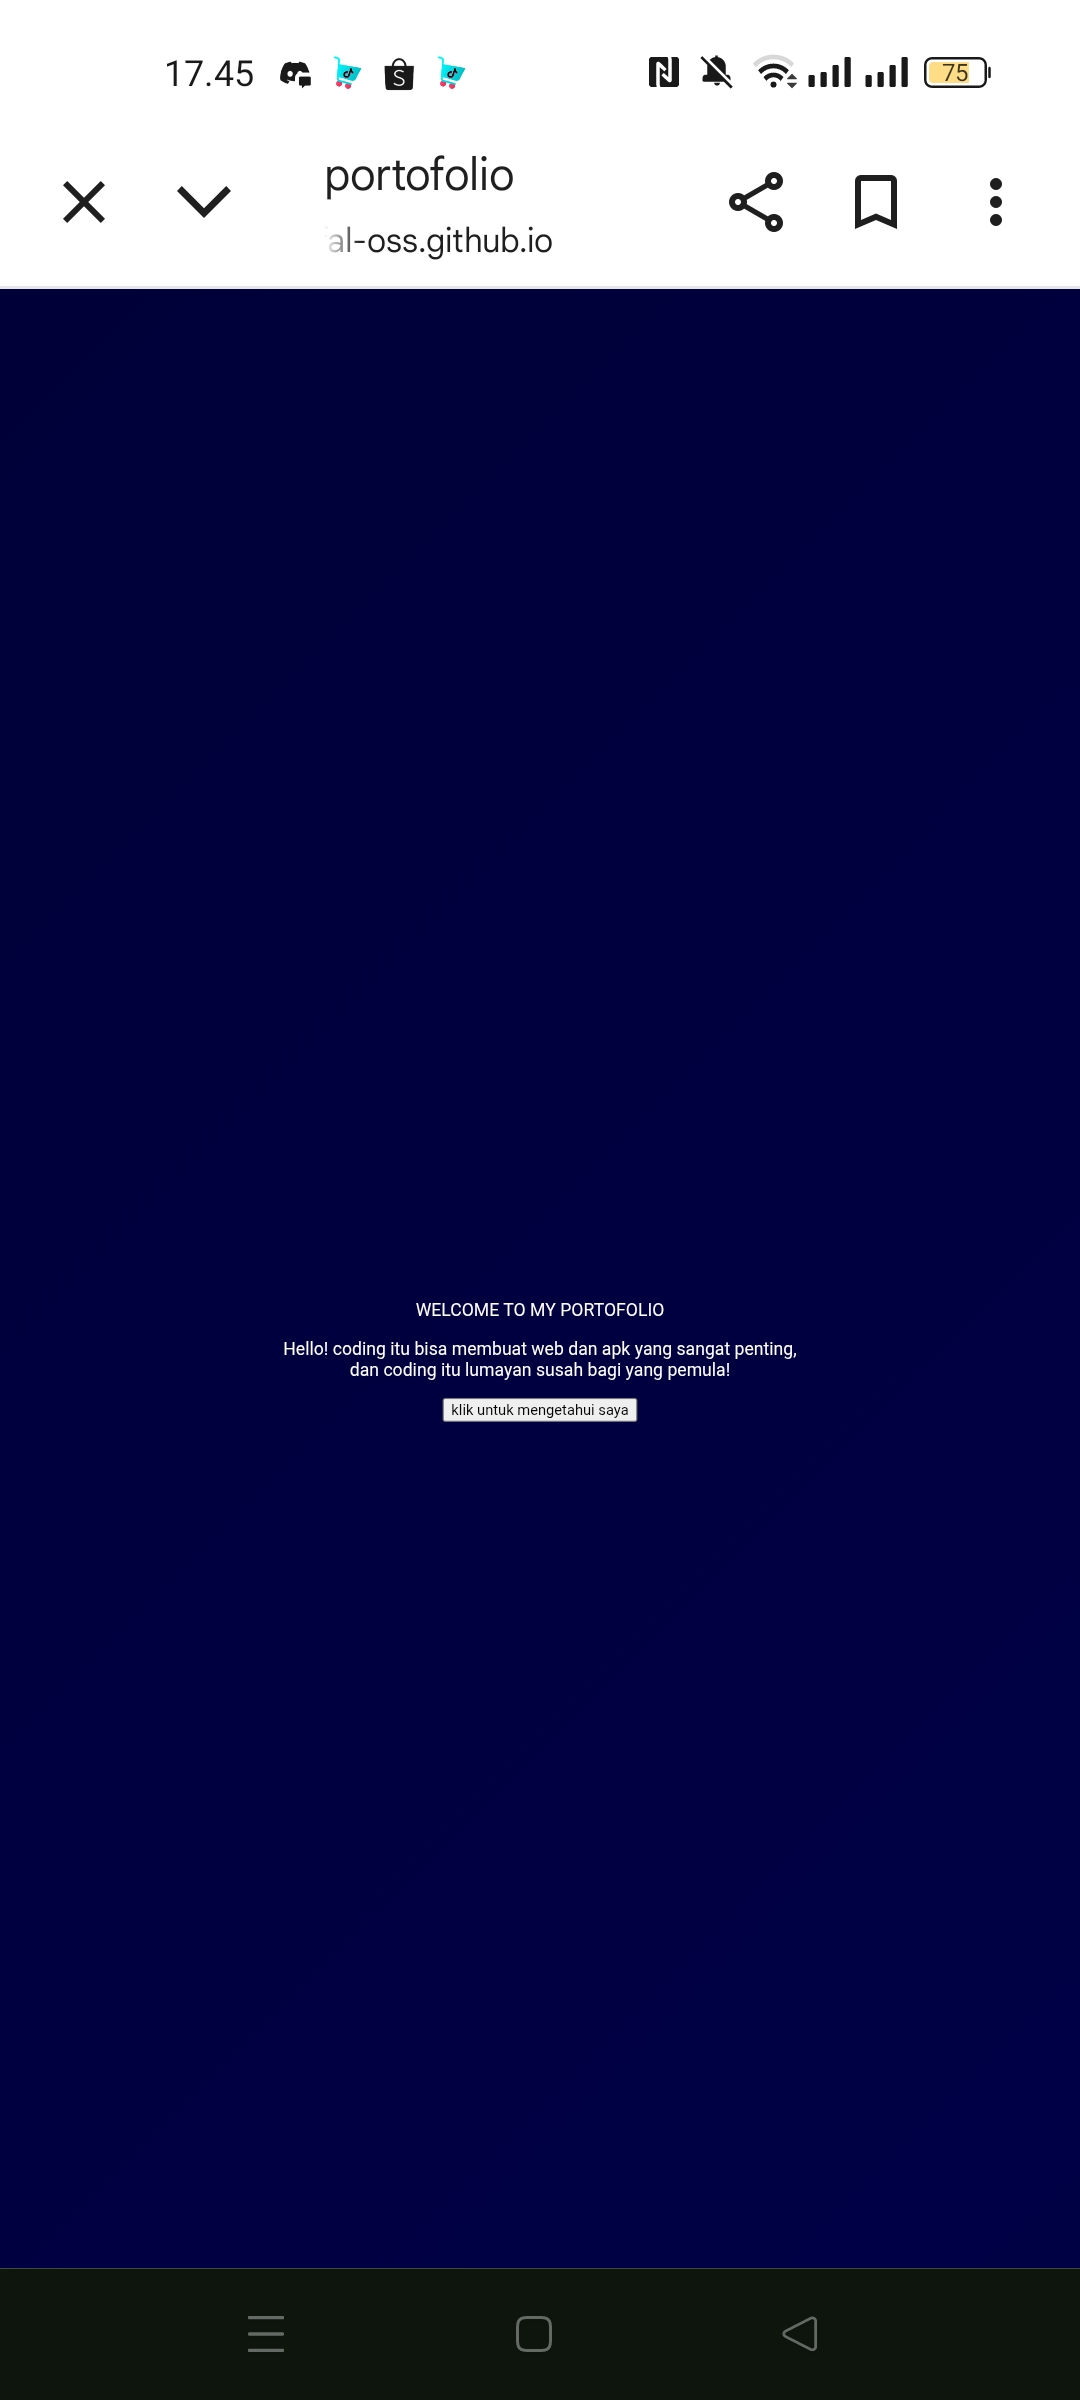 17.45
75
portofolio
al-oss.github.io
WELCOME TO MY PORTOFOLIO
Hello! coding itu bisa membuat web dan apk yang sangat penting,
dan coding itu lumayan susah bagi yang pemula!
klik untuk mengetahui saya